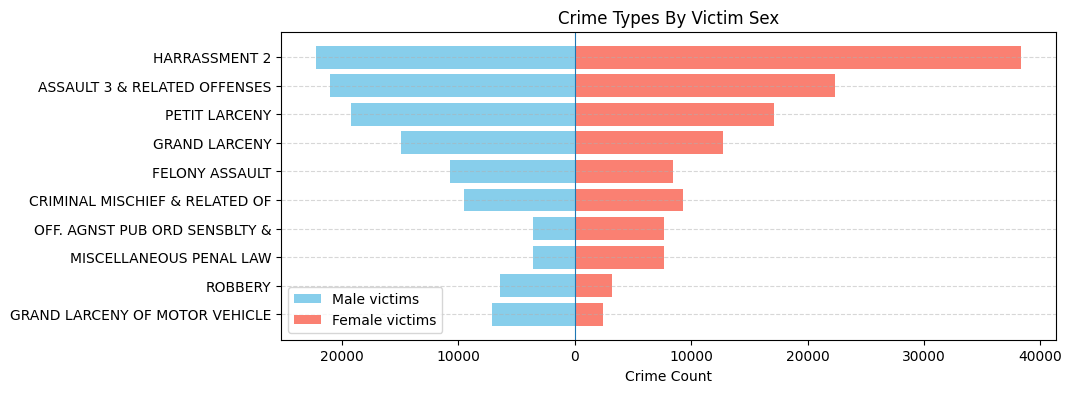 Crime Types By Victim Sex
HARRASSMENT 2
ASSAULT 3 & RELATED OFFENSES
PETIT LARCENY
GRAND LARCENY
FELONY ASSAULT
CRIMINAL MISCHIEF & RELATED OF
OFF. AGNST PUB ORD SENSBLTY &
MISCELLANEOUS PENAL LAW
ROBBERY
GRAND LARCENY OF MOTOR VEHICLE
Male victims
Female victims
20000 10000 0 10000 20000 30000 40000
Crime Count